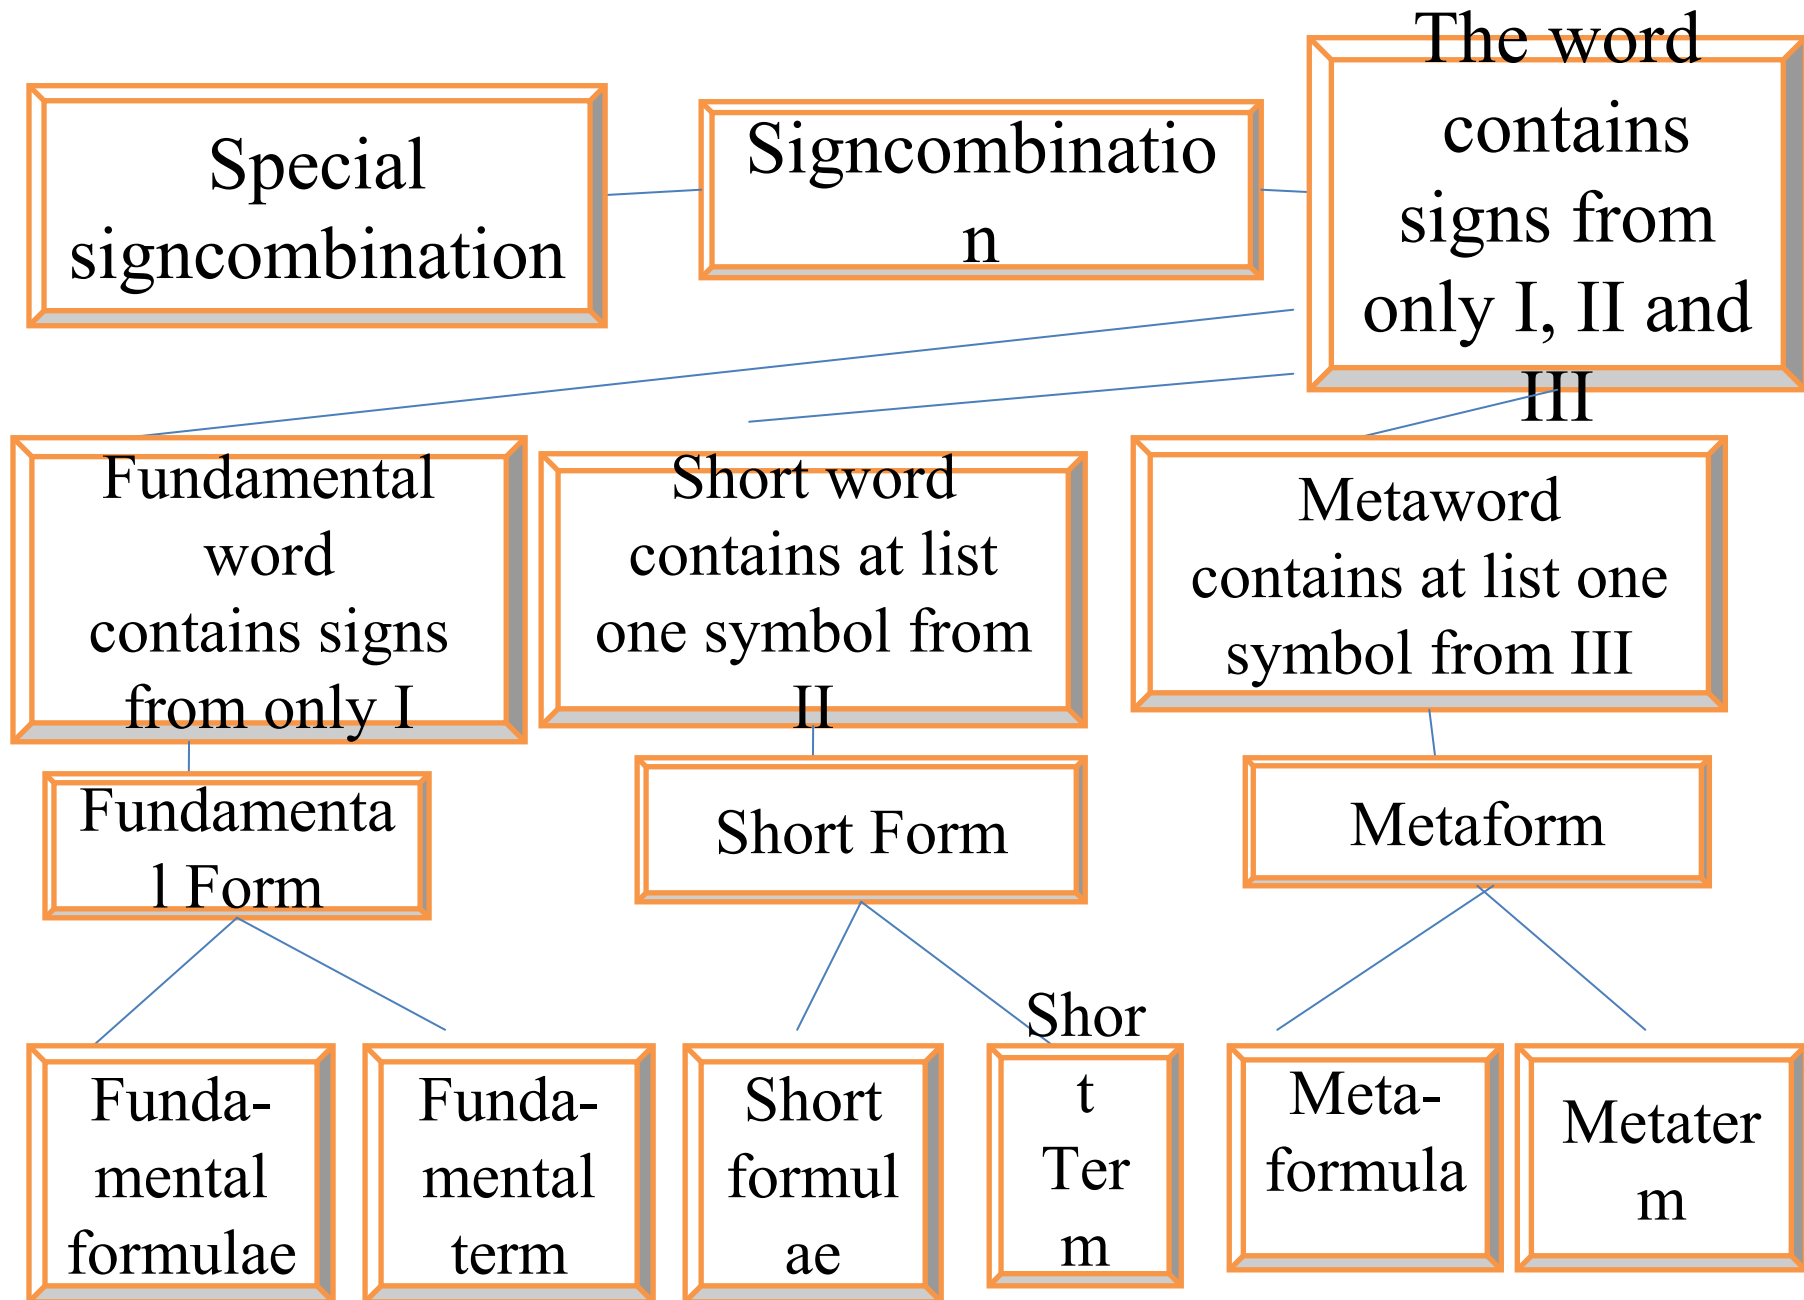 Special
signcombination
Signcombinatio
n
The word
contains
signs from
only I, II and
III
Fundamental
word
contains signs
from only I
Short word
contains at list
one symbol from
II
Metaword
contains at list one
symbol from III
Fundamenta
l Form
Short Form
Metaform
Funda-
mental
formulae
Funda-
mental
term
Short
formul
ae
Shor
t
Ter
m
Meta-
formula
Metater
m